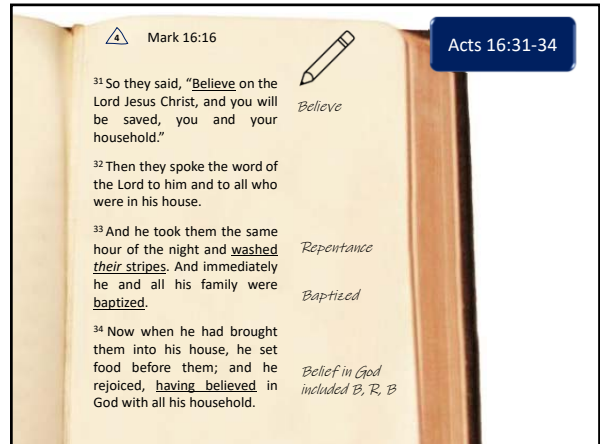 4 Mark 16:16
Acts 16:31-34
31 So they said, “Believe on the
Lord Jesus Christ, and you will
be saved, you and your
household.”
Believe
32 Then they spoke the word of
the Lord to him and to all who
were in his house.
33 And he took them the same
hour of the night and washed
their stripes. And immediately
he and all his family were
baptized.
Repentance
Baptized
34 Now when he had brought
them into his house, he set
food before them; and he
rejoiced, having believed in
God with all his household.
Belief in God
included B, R, B